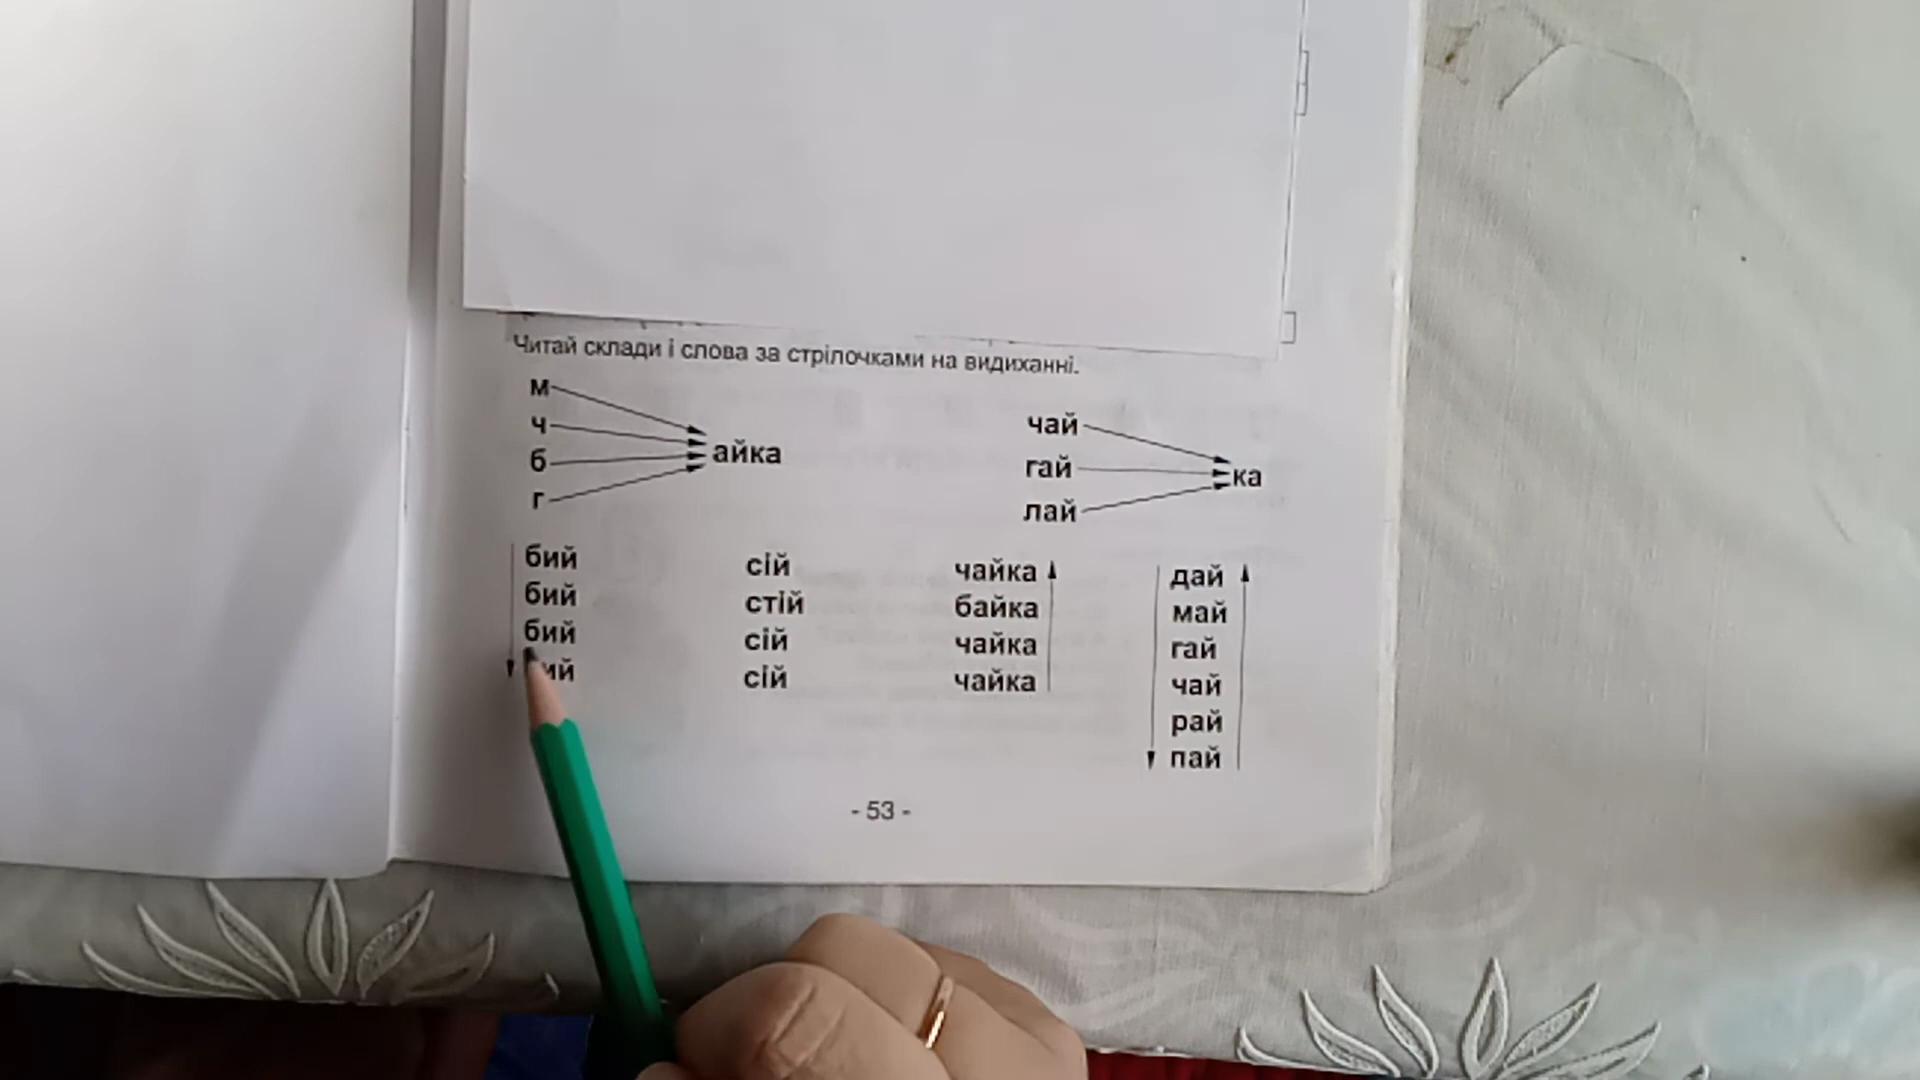 Читай склади і слова за стрілочками на видиханні.
м
ч
б
г
айка
чай
гай
лай
ка
бий
бий
бий
сій
стій
сій
сій
чайка
байка
чайка
чайка
дай
май
гай
чай
рай
пай
- 53 -